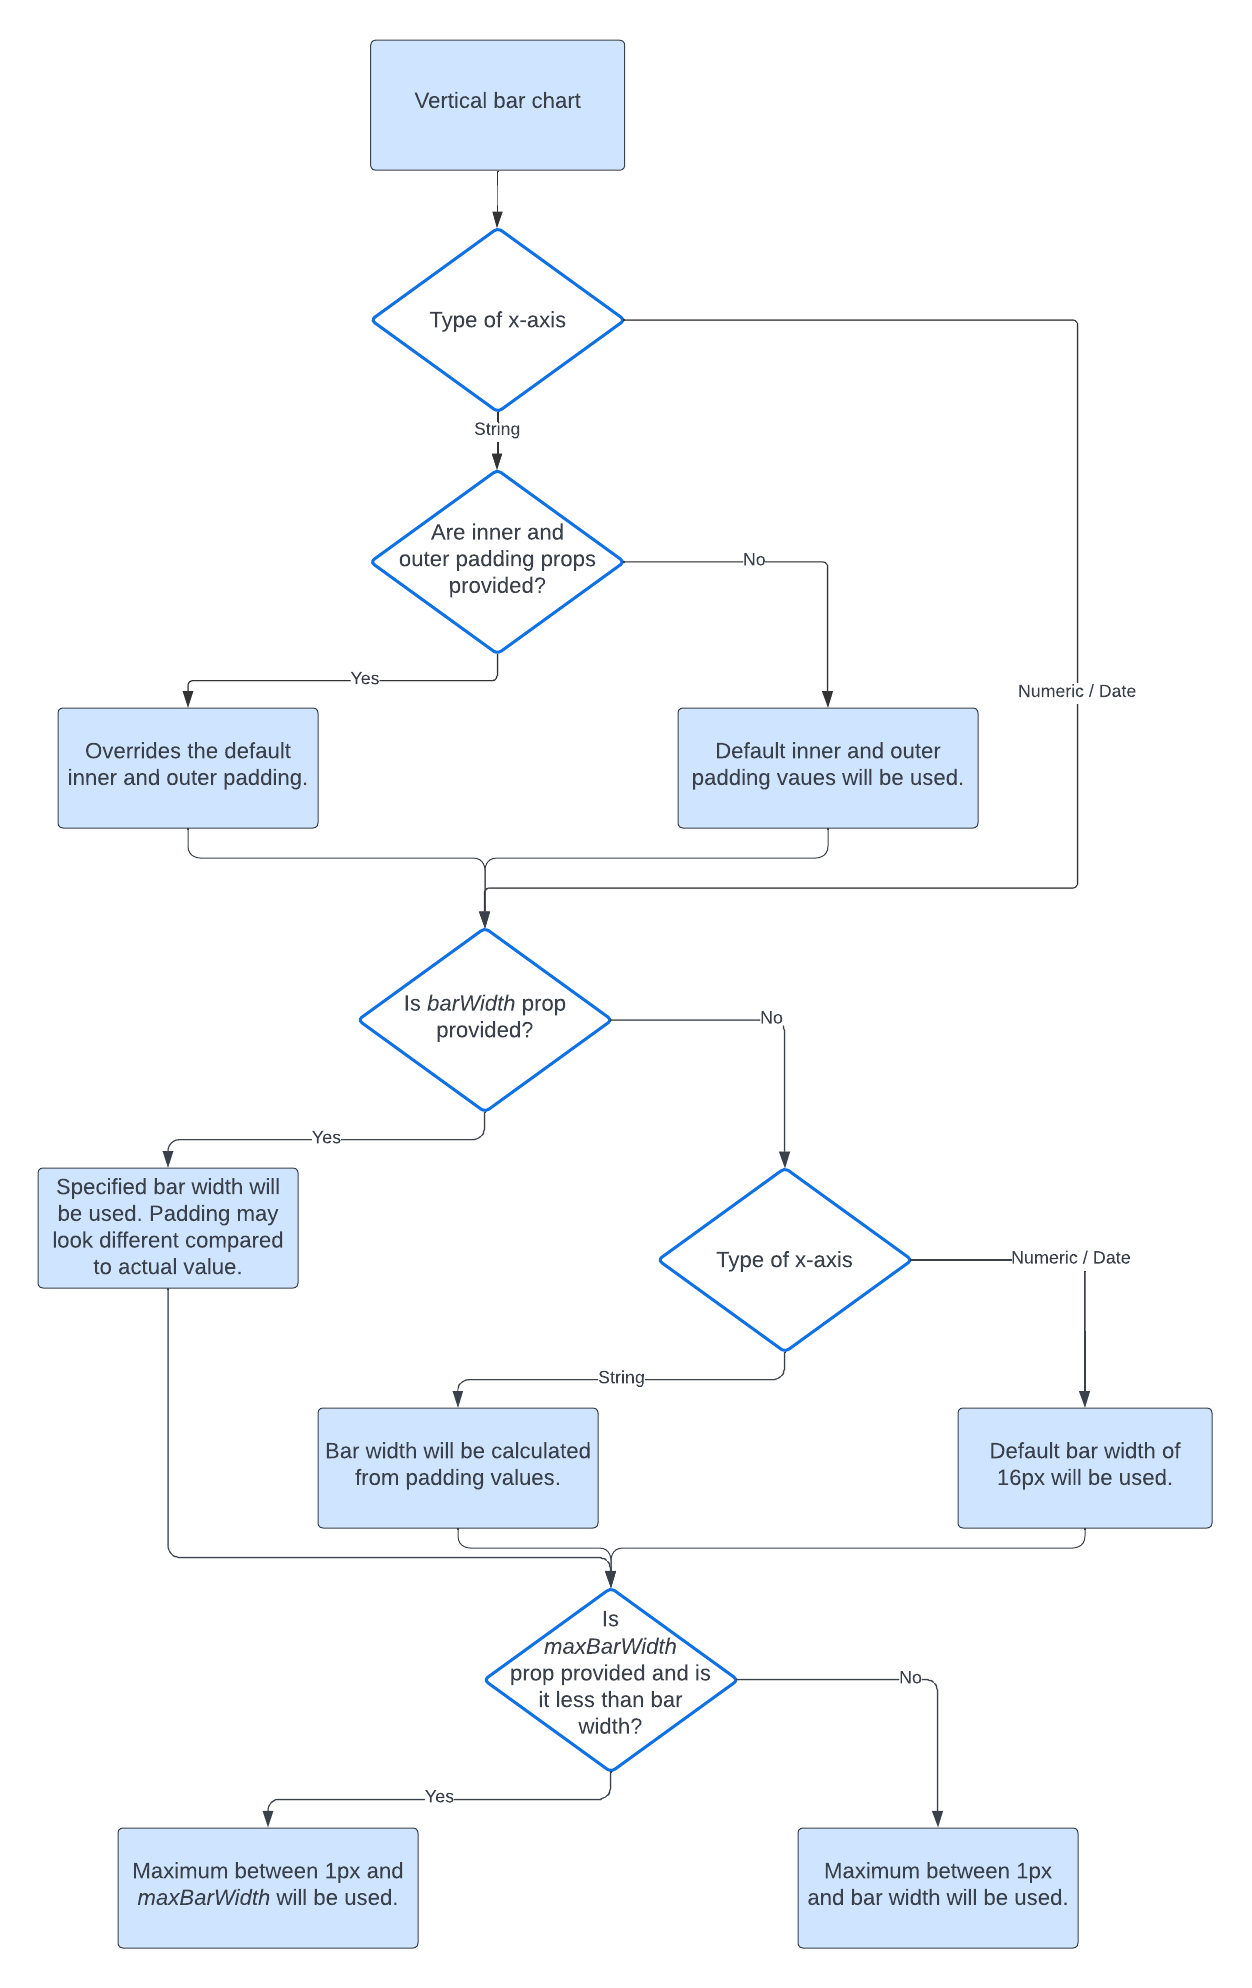 Vertical bar chart
Type of x-axis
String
Are inner and
outer padding props
provided?
No
Yes
Numeric / Date
Overrides the default
inner and outer padding.
Default inner and outer
padding vaues will be used.
Is barWidth prop
provided?
No
Yes
Specified bar width will
be used. Padding may
look different compared
to actual value.
Type of x-axis
Numeric / Date
String
Bar width will be calculated
from padding values.
Default bar width of
16px will be used.
Is
maxBarWidth
prop provided and is
it less than bar
width?
No
Yes
Maximum between 1px and
maxBarWidth will be used.
Maximum between 1px
and bar width will be used.